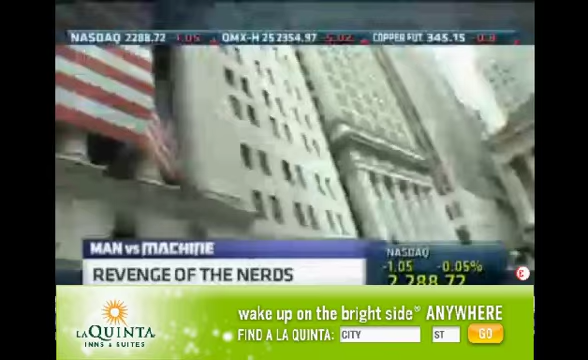 NASDAQ 2288.72 -1.05 OMX-H 25 2354.97 -5.02 COPPER FUT. 345.15 -0.8
MAN vs MACHINE
REVENGE OF THE NERDS
NASDAQ
-1.05 -0.05%
2,288.72
LAQUINTA
INNS & SUITES
wake up on the bright side® ANYWHERE
FIND A LA QUINTA: CITY ST GO